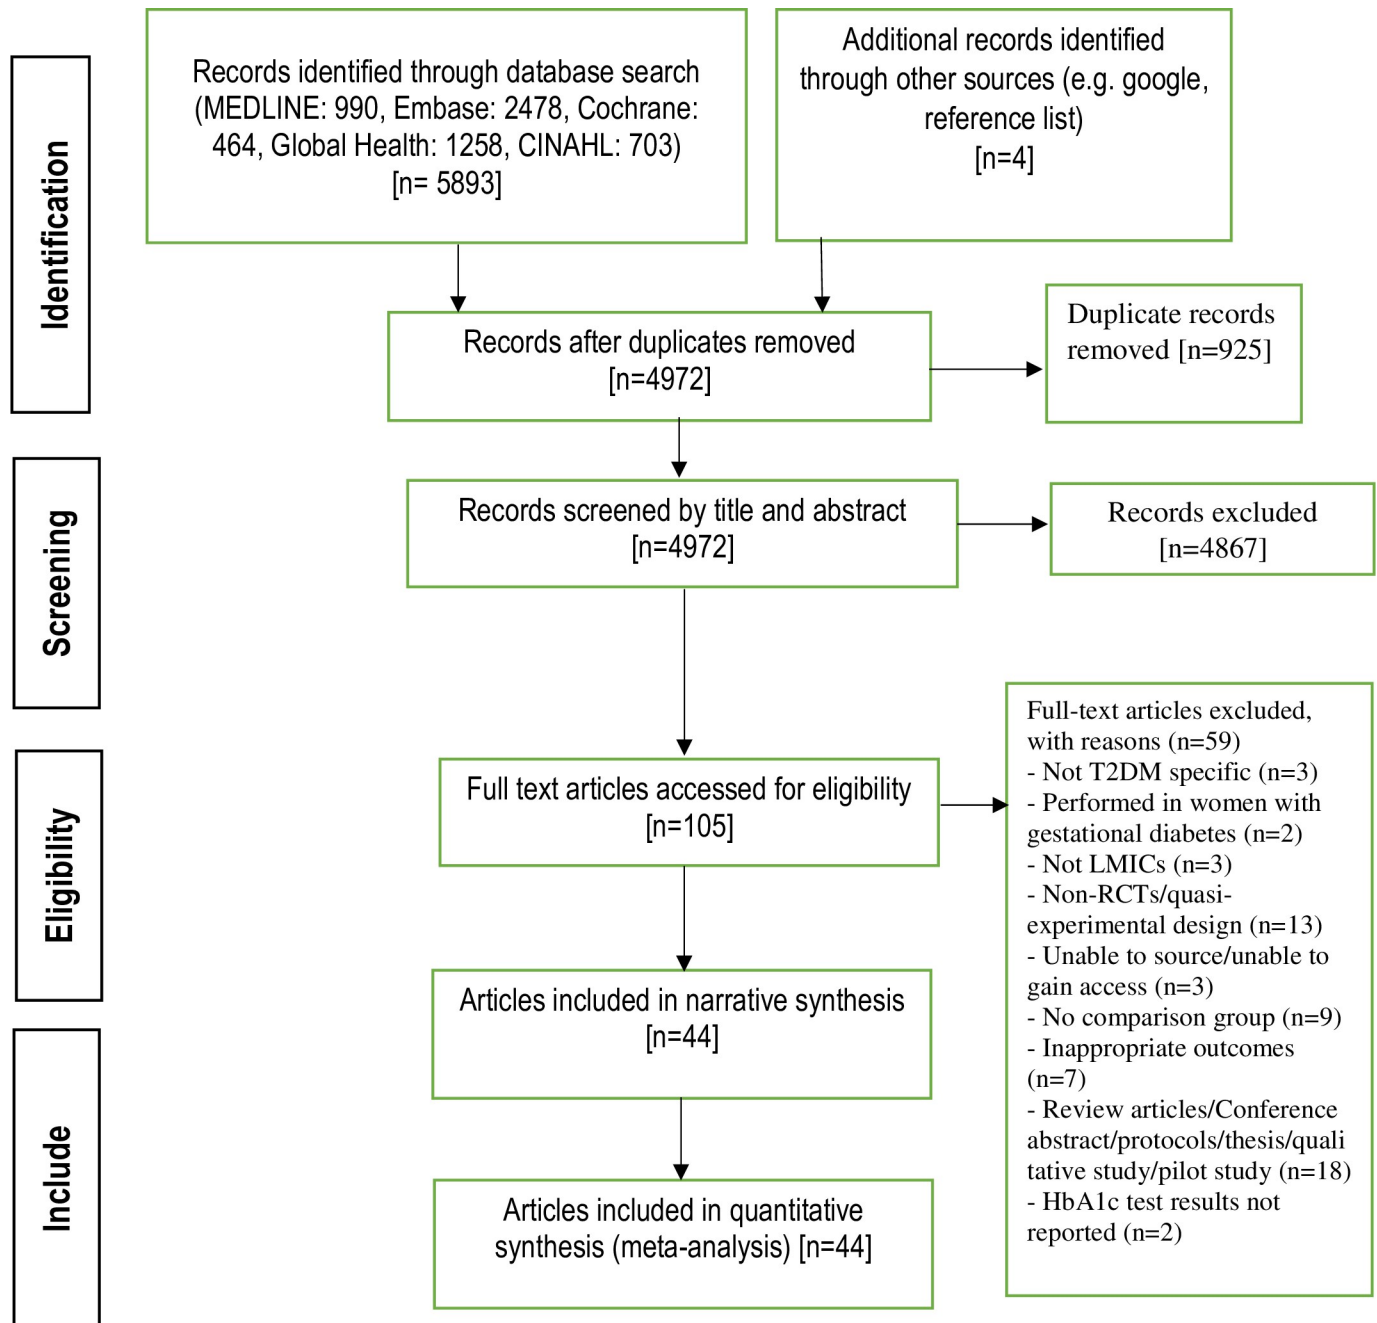 Identification
Records identified through database search
(MEDLINE: 990, Embase: 2478, Cochrane:
464, Global Health: 1258, CINAHL: 703)
[n= 5893]
Additional records identified
through other sources (e.g. google,
reference list)
[n=4]
Records after duplicates removed
[n=4972]
Duplicate records
removed [n=925]
Screening
Records screened by title and abstract
[n=4972]
Records excluded
[n=4867]
Eligibility
Full text articles accessed for eligibility
[n=105]
Full-text articles excluded,
with reasons (n=59)
- Not T2DM specific (n=3)
- Performed in women with
gestational diabetes (n=2)
- Not LMICs (n=3)
- Non-RCTs/quasi-
experimental design (n=13)
- Unable to source/unable to
gain access (n=3)
- No comparison group (n=9)
- Inappropriate outcomes
(n=7)
- Review articles/Conference
abstract/protocols/thesis/quali
tative study/pilot study (n=18)
- HbA1c test results not
reported (n=2)
Articles included in narrative synthesis
[n=44]
Include
Articles included in quantitative
synthesis (meta-analysis) [n=44]